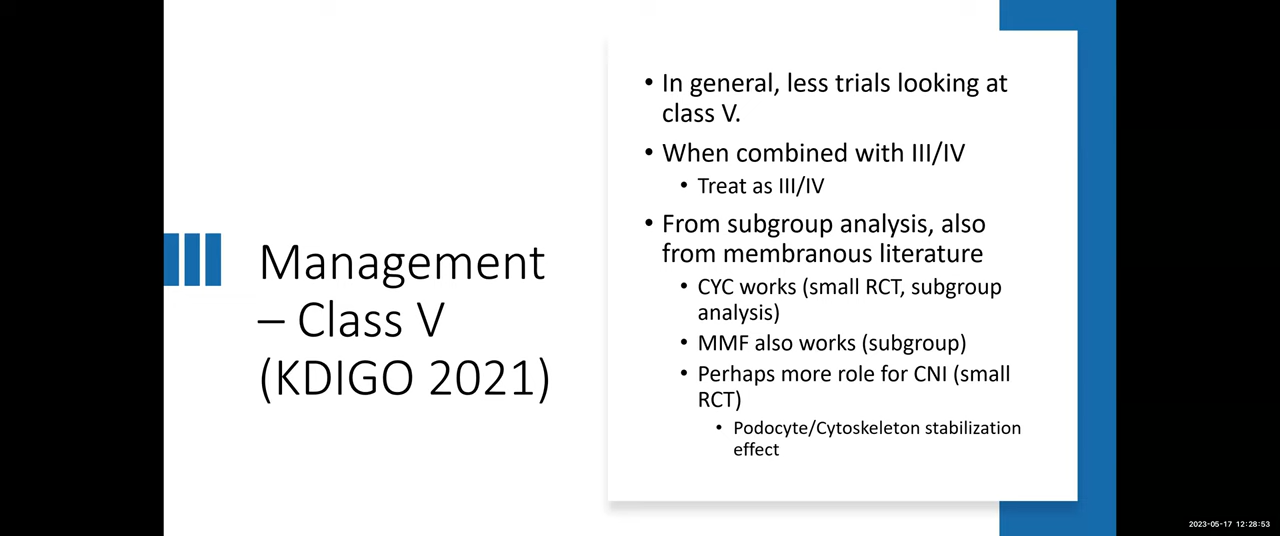 Management
– Class V
(KDIGO 2021)
• In general, less trials looking at
class V.
• When combined with III/IV
• Treat as III/IV
• From subgroup analysis, also
from membranous literature
• CYC works (small RCT, subgroup
analysis)
• MMF also works (subgroup)
• Perhaps more role for CNI (small
RCT)
• Podocyte/Cytoskeleton stabilization
effect
2023-05-17 12:28:53